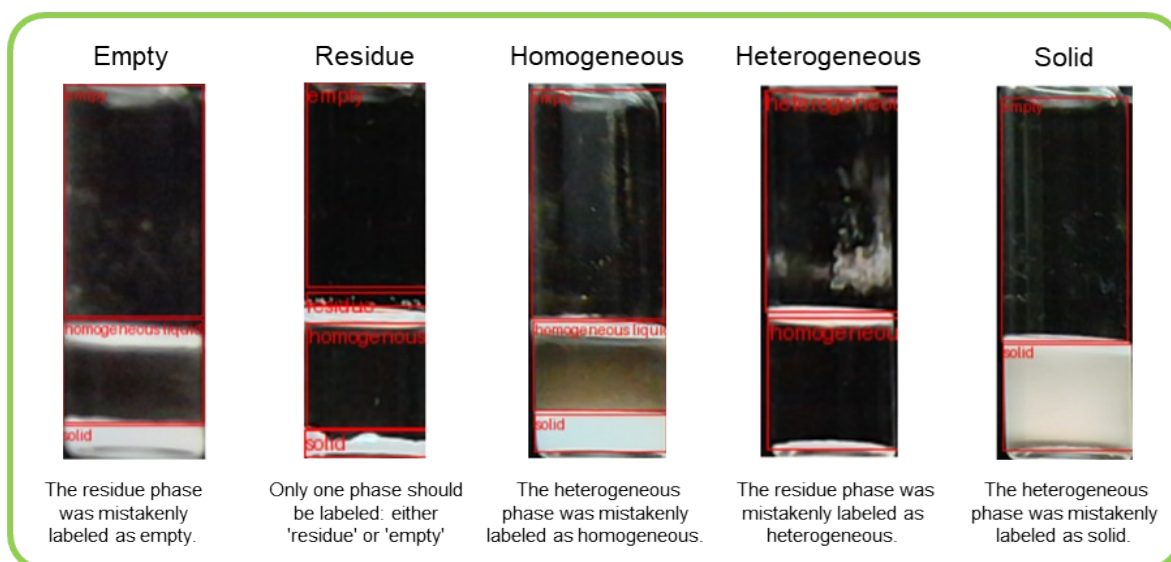 Empty
Residue
Homogeneous
Heterogeneous
Solid
empty
homogeneous liquid
solid
empty
residue
homogenous
solid
empty
homogeneous liquid
solid
heterogeneous
homogenous
empty
solid
The residue phase
was mistakenly
labeled as empty.
Only one phase should
be labeled: either
'residue' or 'empty'
The heterogeneous
phase was mistakenly
labeled as homogeneous.
The residue phase was
mistakenly labeled as
heterogeneous.
The heterogeneous
phase was mistakenly
labeled as solid.